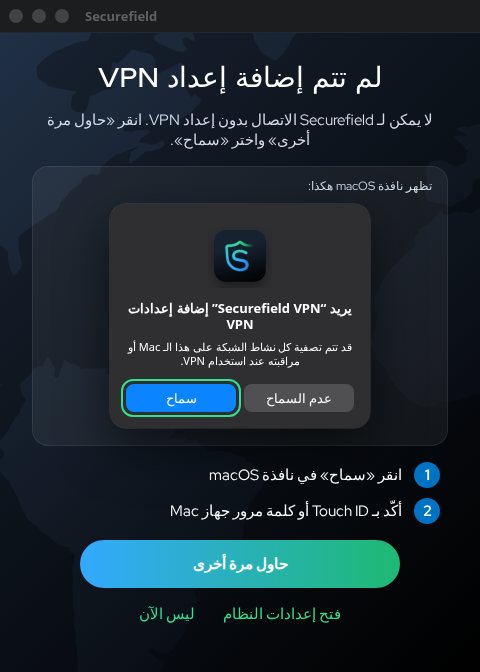 Securefield
لم تتم إضافة إعداد VPN
لا يمكن لـ Securefield الاتصال بدون إعداد VPN. انقر «حاول مرة
أخرى» واختر «سماح».
تظهر نافذة macOS هكذا:
يريد “Securefield VPN” إضافة إعدادات
VPN
قد تتم تصفية كل نشاط الشبكة على هذا الـ Mac أو
مراقبته عند استخدام VPN.
عدم السماح
سماح
1 انقر «سماح» في نافذة macOS
2 أكّد بـ Touch ID أو كلمة مرور جهاز Mac
حاول مرة أخرى
فتح إعدادات النظام
ليس الآن